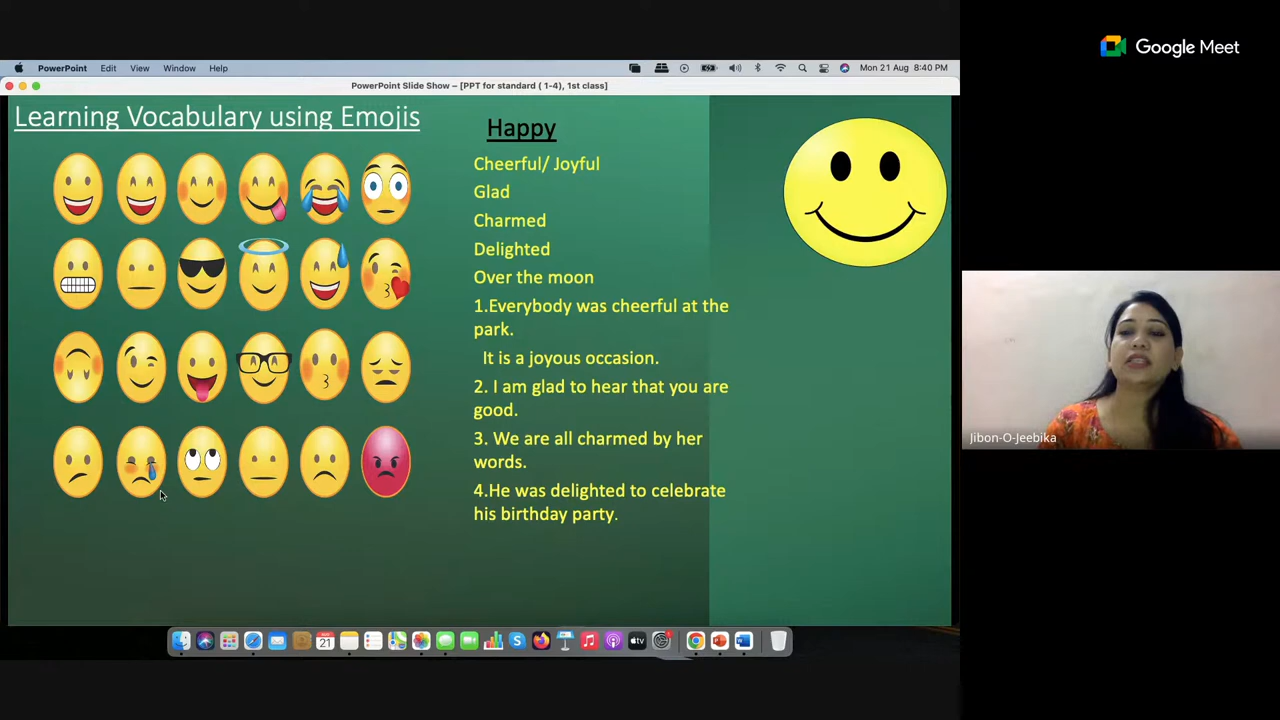 Google Meet
PowerPoint Edit View Window Help
Mon 21 Aug 8:40 PM
PowerPoint Slide Show – [PPT for standard ( 1-4), 1st class]
Learning Vocabulary using Emojis
Happy
Cheerful/ Joyful
Glad
Charmed
Delighted
Over the moon
1.Everybody was cheerful at the
park.
It is a joyous occasion.
2. I am glad to hear that you are
good.
3. We are all charmed by her
words.
4.He was delighted to celebrate
his birthday party.
Jibon-O-Jeebika